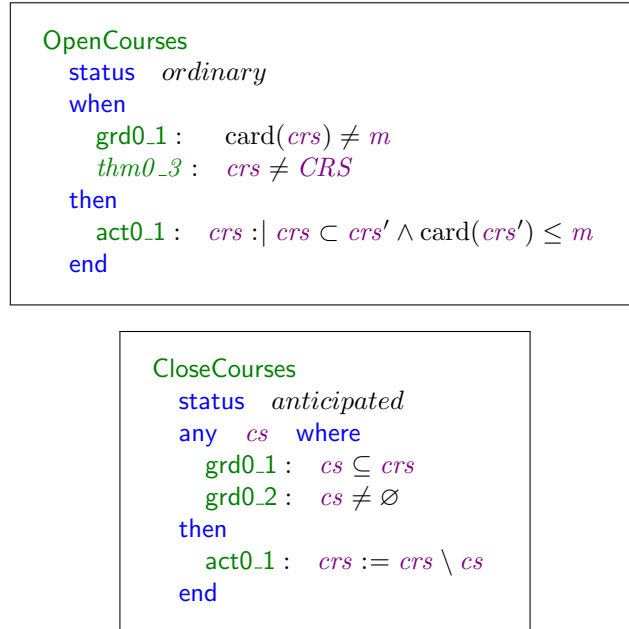 OpenCourses
status ordinary
when
grd0_1 : card(crs) ≠ m
thm0_3 : crs ≠ CRS
then
act0_1 : crs :| crs ⊂ crs′ ∧ card(crs′) ≤ m
end
CloseCourses
status anticipated
any cs where
grd0_1 : cs ⊆ crs
grd0_2 : cs ≠ ∅
then
act0_1 : crs := crs \ cs
end